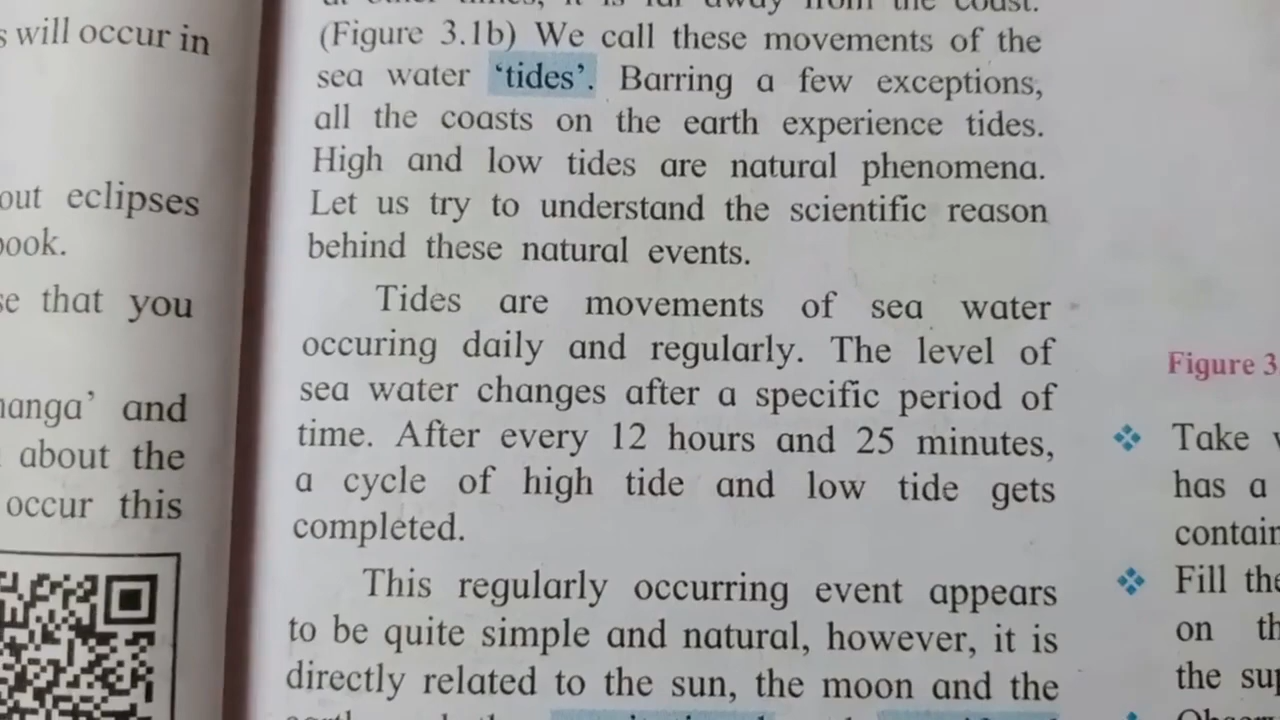 s will occur in
out eclipses
book.
se that you
and
about the
occur this
(Figure 3.1b) We call these movements of the
sea water ‘tides’. Barring a few exceptions,
all the coasts on the earth experience tides.
High and low tides are natural phenomena.
Let us try to understand the scientific reason
behind these natural events.
Tides are movements of sea water
occuring daily and regularly. The level of
sea water changes after a specific period of
time. After every 12 hours and 25 minutes,
a cycle of high tide and low tide gets
completed.
This regularly occurring event appears
to be quite simple and natural, however, it is
directly related to the sun, the moon and the
Figure 3
❖ Take
has a
contain
❖ Fill the
on th
the sup